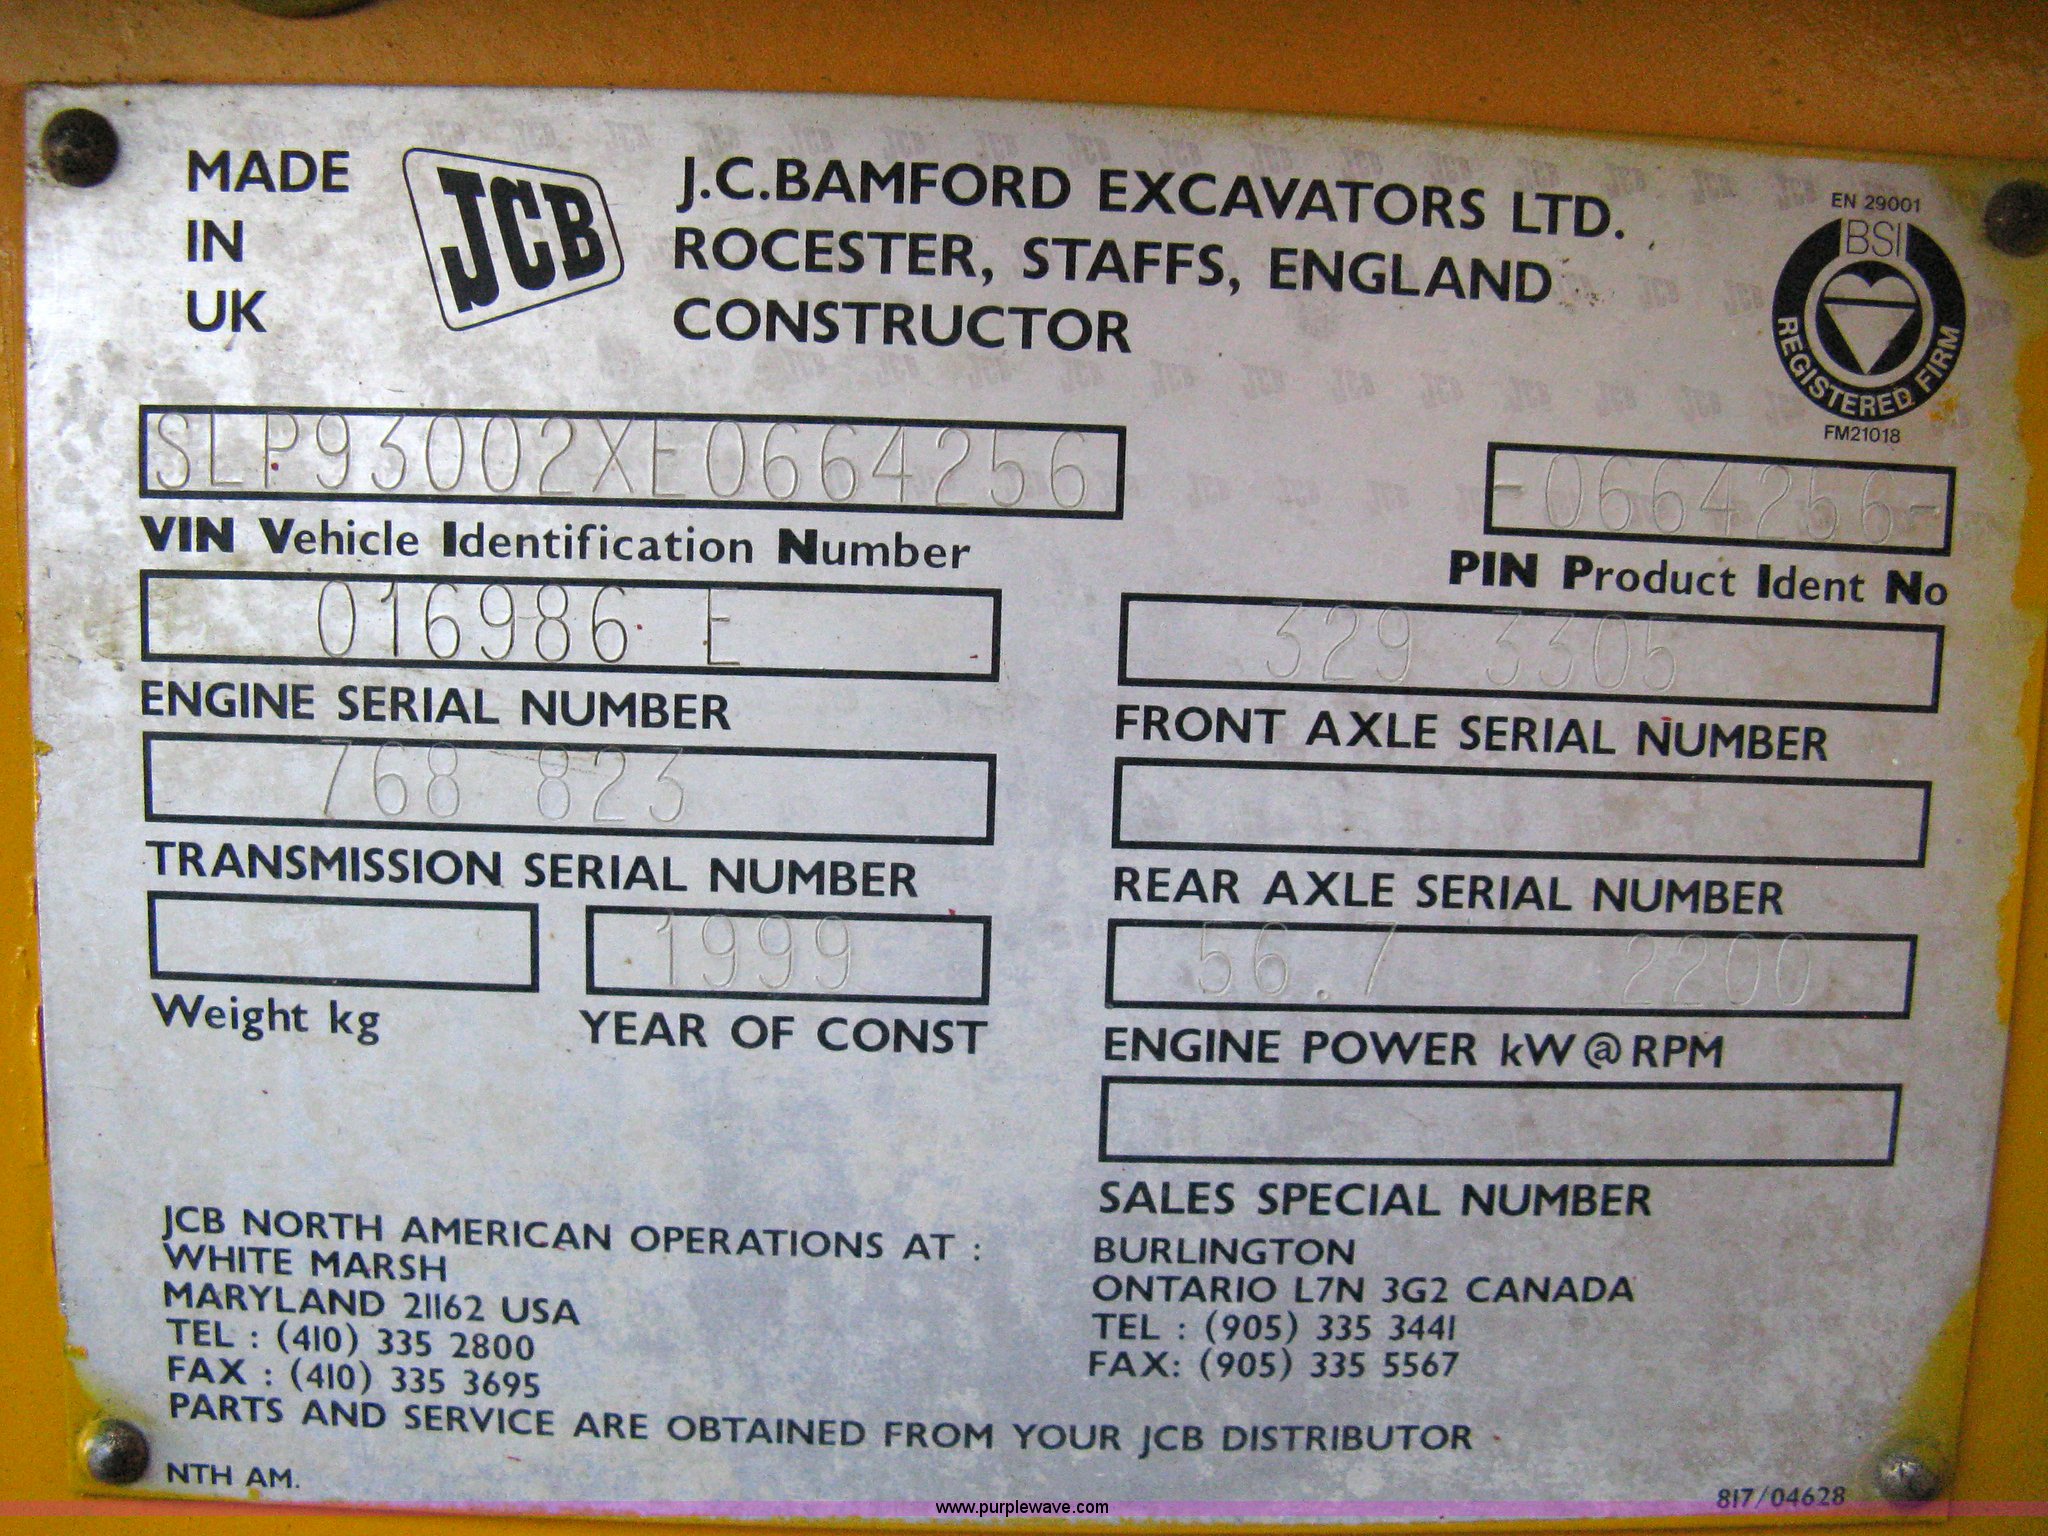 MADE
IN
UK
JCB
J.C.BAMFORD EXCAVATORS LTD.
ROCESTER, STAFFS, ENGLAND
CONSTRUCTOR
EN 29001
BSI
REGISTERED FIRM
FM21018
SLP93002XE0664256
VIN Vehicle Identification Number
-0664256-
PIN Product Ident No
016986 E
ENGINE SERIAL NUMBER
329 3305
FRONT AXLE SERIAL NUMBER
768 823
TRANSMISSION SERIAL NUMBER
REAR AXLE SERIAL NUMBER
Weight kg
1999
YEAR OF CONST
56.7 2200
ENGINE POWER kW@RPM
SALES SPECIAL NUMBER
JCB NORTH AMERICAN OPERATIONS AT :
WHITE MARSH
MARYLAND 21162 USA
TEL : (410) 335 2800
FAX : (410) 335 3695
BURLINGTON
ONTARIO L7N 3G2 CANADA
TEL : (905) 335 3441
FAX: (905) 335 5567
PARTS AND SERVICE ARE OBTAINED FROM YOUR JCB DISTRIBUTOR
NTH AM.
817/04628
www.purplewave.com